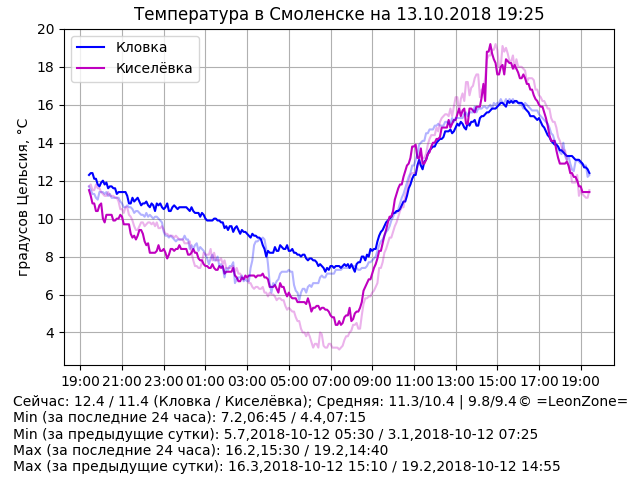 Температура в Смоленске на 13.10.2018 19:25
Кловка
Киселёвка
градусов Цельсия, °C
20
18
16
14
12
10
8
6
4
19:00 21:00 23:00 01:00 03:00 05:00 07:00 09:00 11:00 13:00 15:00 17:00 19:00
Сейчас: 12.4 / 11.4 (Кловка / Киселёвка); Средняя: 11.3/10.4 | 9.8/9.4© =LeonZone=
Min (за последние 24 часа): 7.2,06:45 / 4.4,07:15
Min (за предыдущие сутки): 5.7,2018-10-12 05:30 / 3.1,2018-10-12 07:25
Max (за последние 24 часа): 16.2,15:30 / 19.2,14:40
Max (за предыдущие сутки): 16.3,2018-10-12 15:10 / 19.2,2018-10-12 14:55